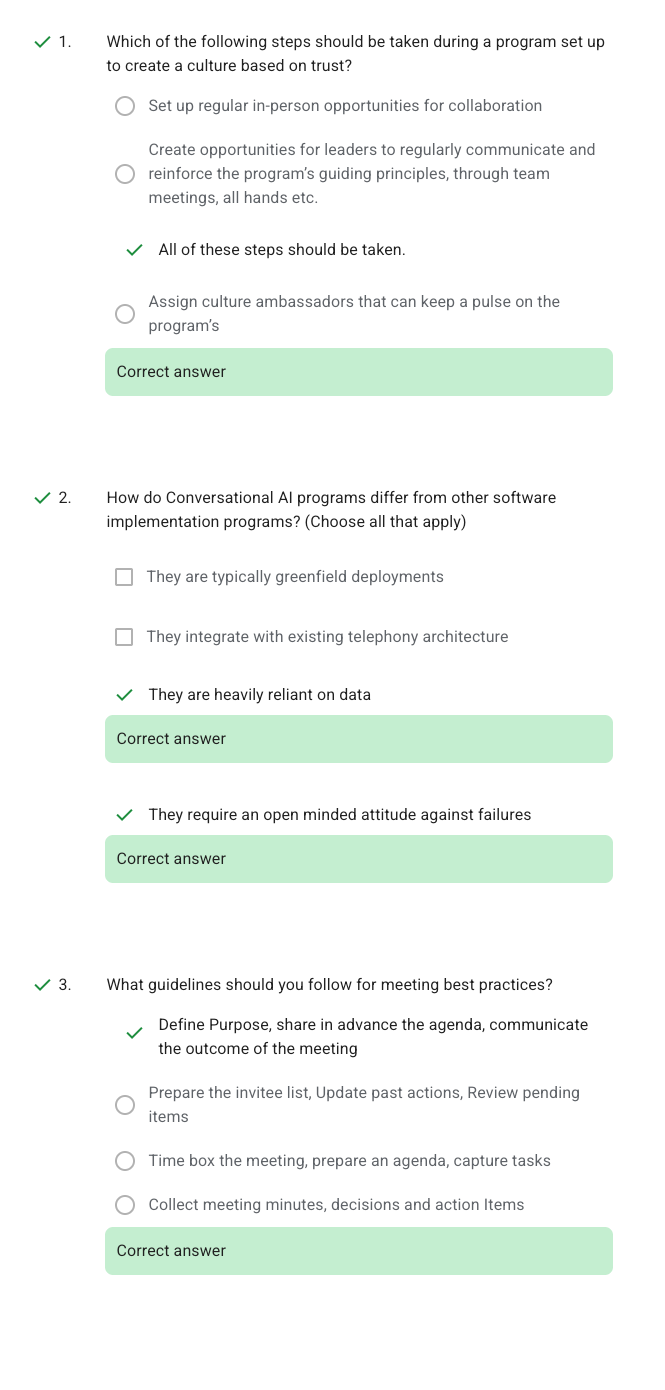 1.
Which of the following steps should be taken during a program set up
to create a culture based on trust?
Set up regular in-person opportunities for collaboration
Create opportunities for leaders to regularly communicate and
reinforce the program’s guiding principles, through team
meetings, all hands etc.
All of these steps should be taken.
Assign culture ambassadors that can keep a pulse on the
program’s
Correct answer
2.
How do Conversational AI programs differ from other software
implementation programs? (Choose all that apply)
They are typically greenfield deployments
They integrate with existing telephony architecture
They are heavily reliant on data
Correct answer
They require an open minded attitude against failures
Correct answer
3.
What guidelines should you follow for meeting best practices?
Define Purpose, share in advance the agenda, communicate
the outcome of the meeting
Prepare the invitee list, Update past actions, Review pending
items
Time box the meeting, prepare an agenda, capture tasks
Collect meeting minutes, decisions and action Items
Correct answer